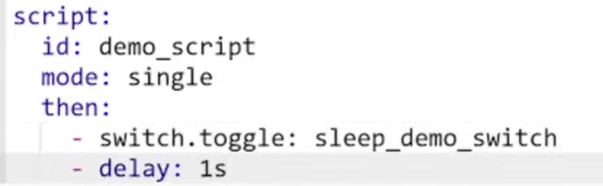 script:
  id: demo_script
  mode: single
  then:
    - switch.toggle: sleep_demo_switch
    - delay: 1s